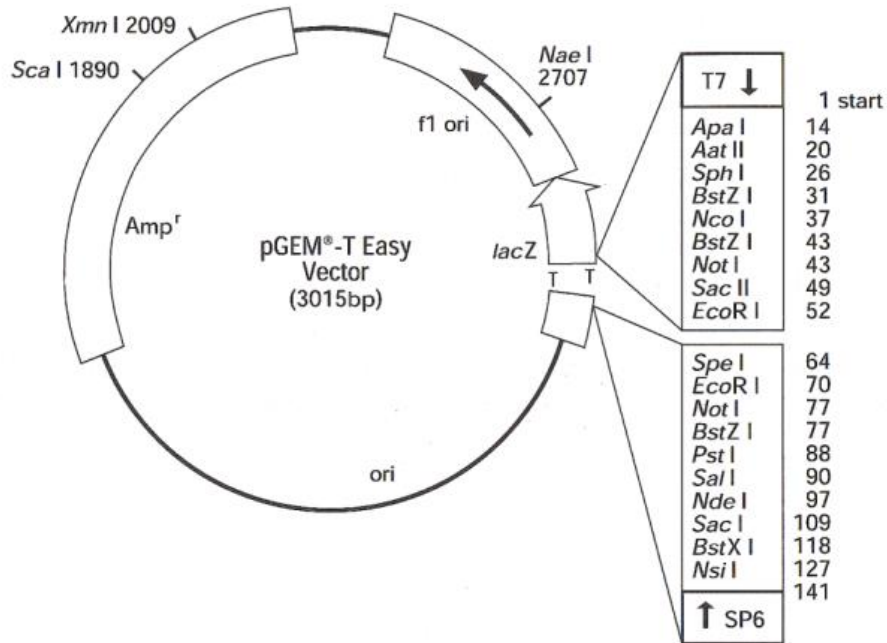 Xmn I 2009
Sca I 1890
Nae I
2707
f1 ori
Ampʳ
pGEM®-T Easy
Vector
(3015bp)
lacZ
T T
ori
T7 ↓
1 start
Apa I 14
Aat II 20
Sph I 26
BstZ I 31
Nco I 37
BstZ I 43
Not I 43
Sac II 49
EcoR I 52
Spe I 64
EcoR I 70
Not I 77
BstZ I 77
Pst I 88
Sal I 90
Nde I 97
Sac I 109
BstX I 118
Nsi I 127
141
↑ SP6